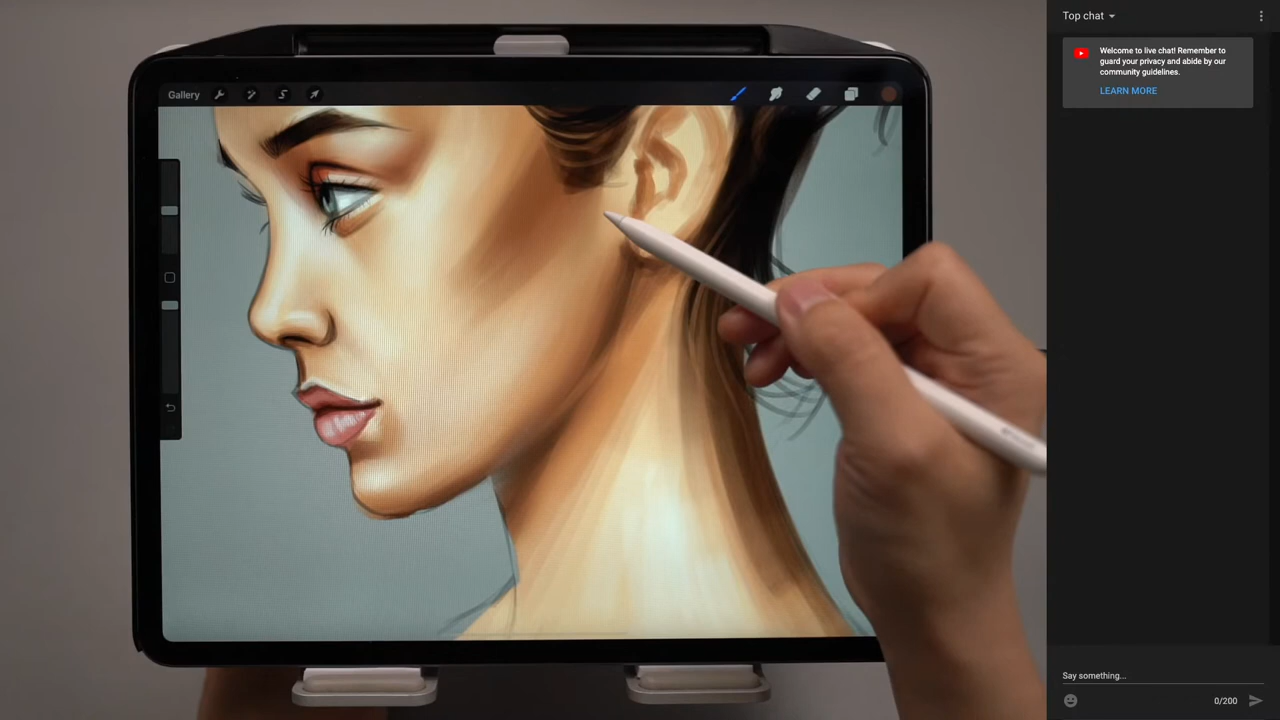 Gallery
Top chat
Welcome to live chat! Remember to
guard your privacy and abide by our
community guidelines.
LEARN MORE
Say something...
0/200